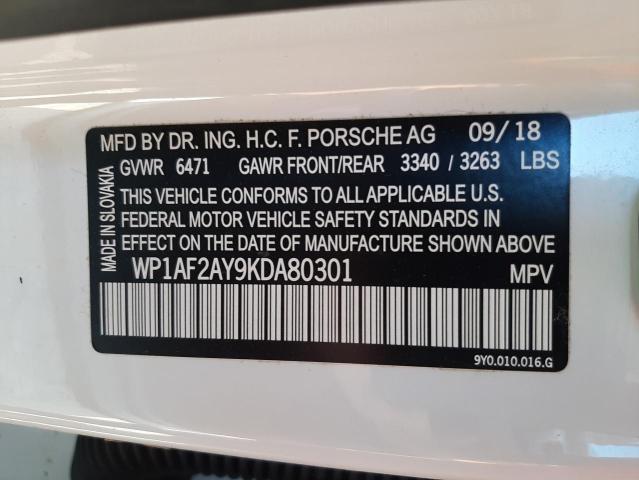 MFD BY DR. ING. H.C. F. PORSCHE AG 09/18
GVWR 6471 GAWR FRONT/REAR 3340 / 3263 LBS
THIS VEHICLE CONFORMS TO ALL APPLICABLE U.S.
FEDERAL MOTOR VEHICLE SAFETY STANDARDS IN
EFFECT ON THE DATE OF MANUFACTURE SHOWN ABOVE
WP1AF2AY9KDA80301 MPV
9Y0.010.016.G
MADE IN SLOVAKIA